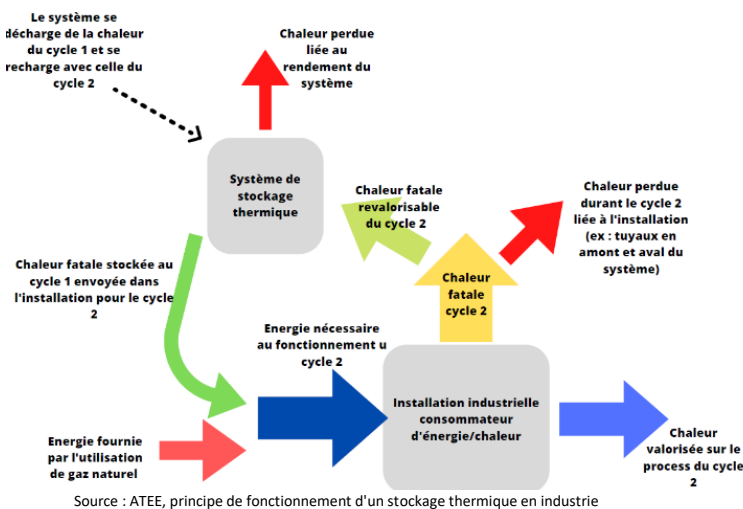 Le système se
décharge de la chaleur
du cycle 1 et se
recharge avec celle du
cycle 2
Chaleur perdue
liée au
rendement du
système
Système de
stockage
thermique
Chaleur fatale
revalorisable
du cycle 2
Chaleur perdue
durant le cycle 2
liée à l'installation
(ex : tuyaux en
amont et aval du
système)
Chaleur fatale stockée au
cycle 1 envoyée dans
l'installation pour le cycle
2
Chaleur
fatale
cycle 2
Energie nécessaire
au fonctionnement u
cycle 2
Installation industrielle
consommateur
d'énergie/chaleur
Energie fournie
par l'utilisation
de gaz naturel
Chaleur
valorisée sur le
process du cycle
2
Source : ATEE, principe de fonctionnement d'un stockage thermique en industrie